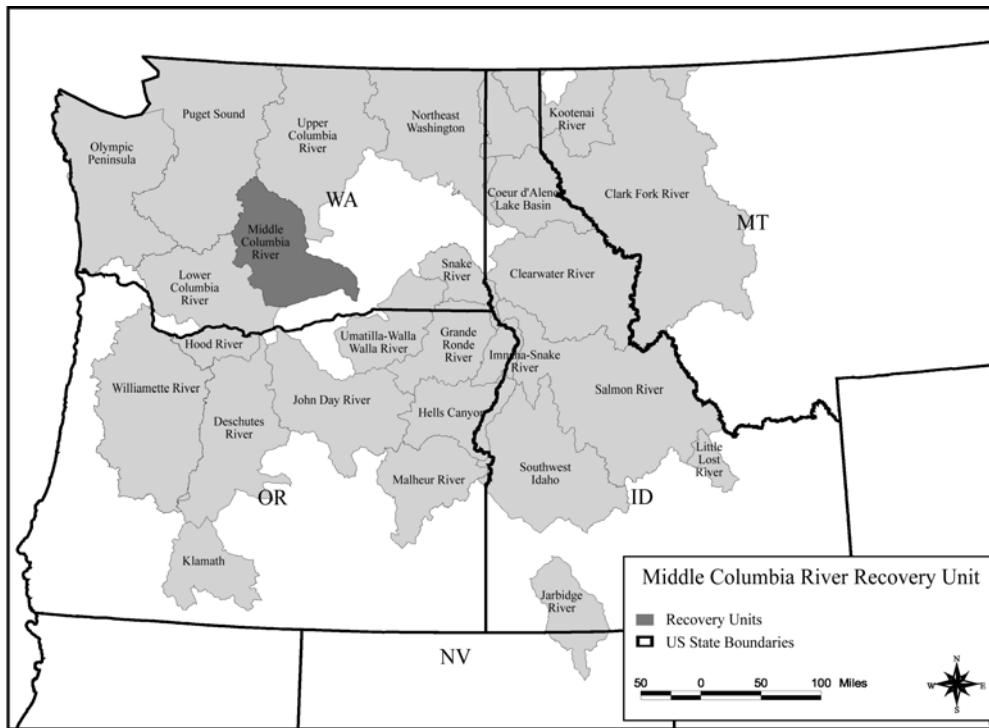 Puget Sound
Upper
Columbia
River
Northeast
Washington
Kootenai
River
Olympic
Peninsula
WA
Coeur d'Alene
Lake Basin
Clark Fork River
MT
Middle
Columbia
River
Lower
Columbia
River
Snake
River
Clearwater River
Hood River
Umatilla-Walla
Walla River
Grande
Ronde
River
Imnaha-Snake
River
Williamette River
John Day River
Deschutes
River
Hells Canyon
Salmon River
Malheur River
Southwest
Idaho
Little
Lost
River
OR
ID
Klamath
Jarbidge
River
NV
Middle Columbia River Recovery Unit
Recovery Units
US State Boundaries
50 0 50 100 Miles
N
W E
S